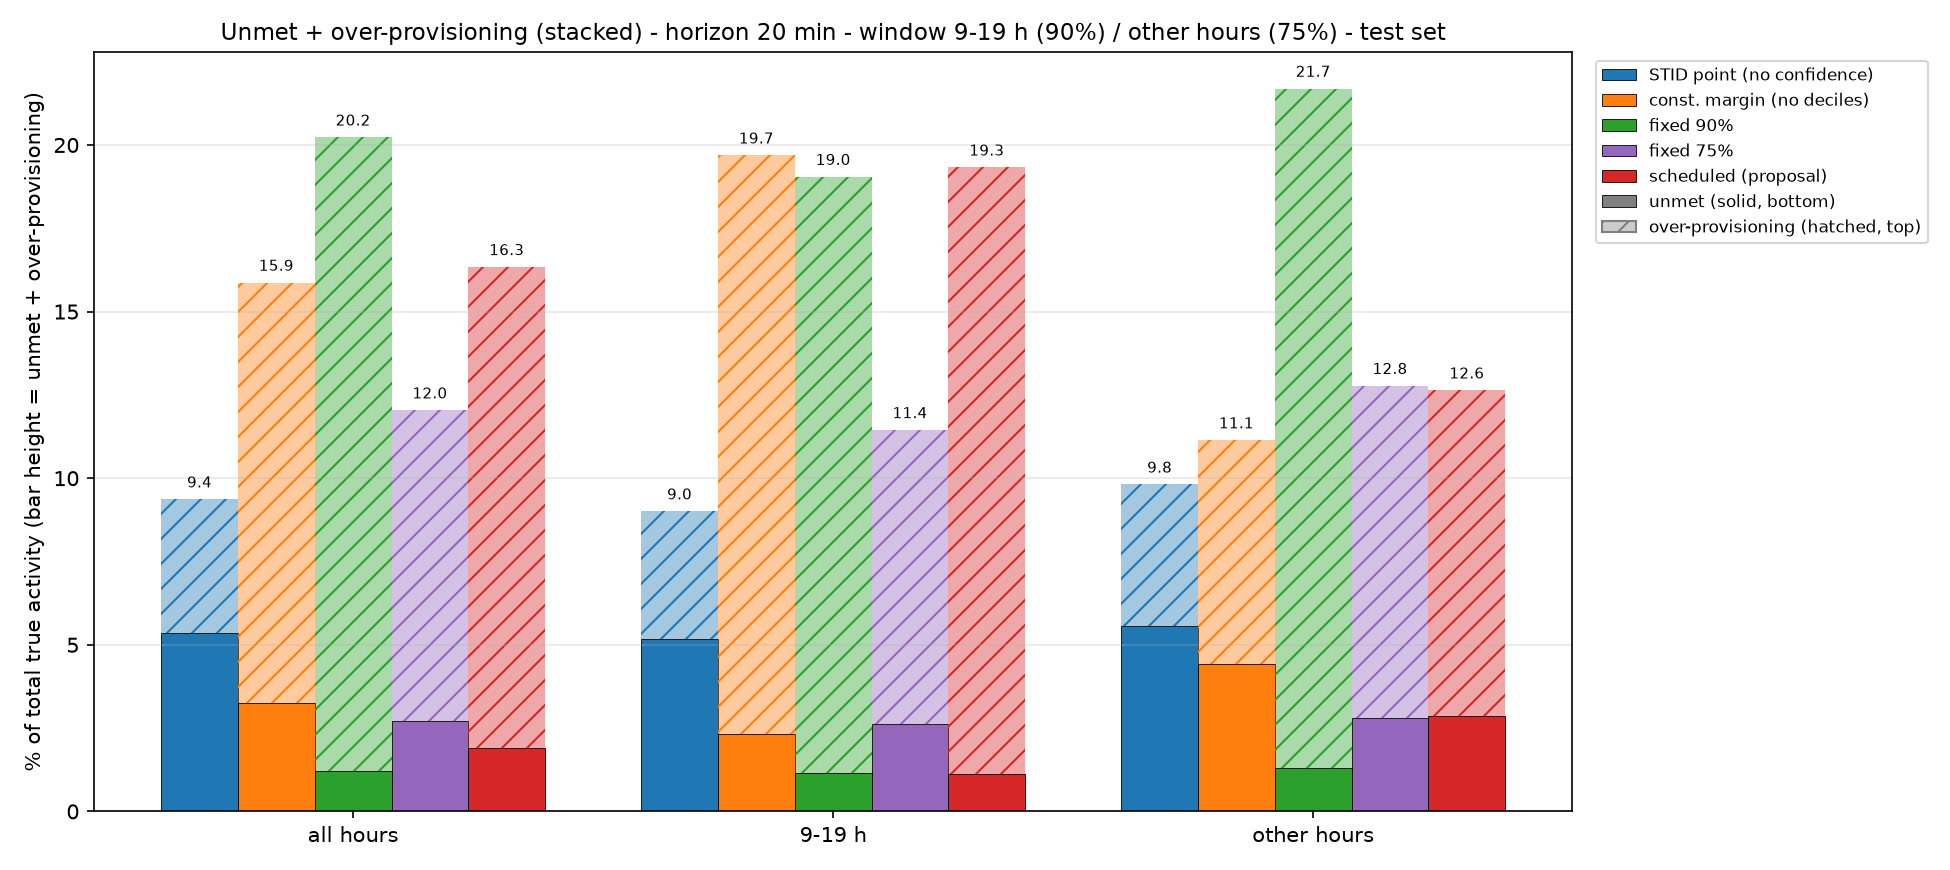 Unmet + over-provisioning (stacked) - horizon 20 min - window 9-19 h (90%) / other hours (75%) - test set
% of total true activity (bar height = unmet + over-provisioning)
20
15
10
5
0
9.4
15.9
20.2
12.0
16.3
9.0
19.7
19.0
11.4
19.3
9.8
11.1
21.7
12.8
12.6
all hours
9-19 h
other hours
STID point (no confidence)
const. margin (no deciles)
fixed 90%
fixed 75%
scheduled (proposal)
unmet (solid, bottom)
over-provisioning (hatched, top)